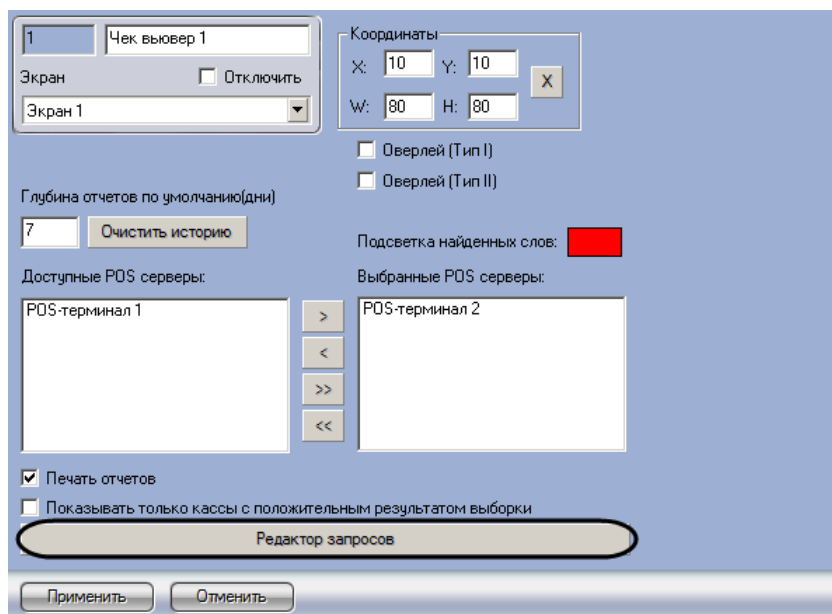 1
Чек вьювер 1
Экран
Отключить
Экран 1
Координаты
X: 10 Y: 10
X
W: 80 H: 80
Оверлей (Тип I)
Оверлей (Тип II)
Глубина отчетов по умолчанию(дни)
7
Очистить историю
Подсветка найденных слов:
Доступные POS серверы:
Выбранные POS серверы:
POS-терминал 1
POS-терминал 2
>
<
>>
<<
Печать отчетов
Показывать только кассы с положительным результатом выборки
Редактор запросов
Применить
Отменить